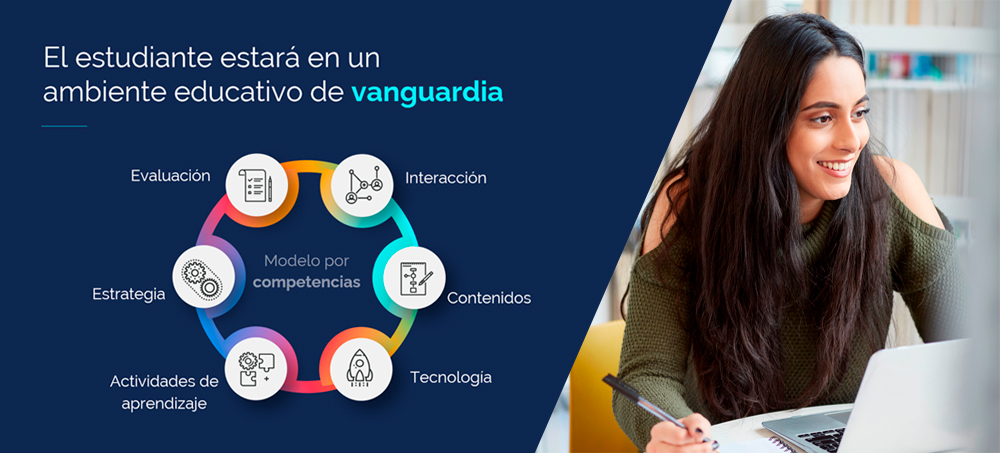 El estudiante estará en un
ambiente educativo de vanguardia
Evaluación
Interacción
Modelo por
competencias
Estrategia
Contenidos
Actividades de
aprendizaje
Tecnología